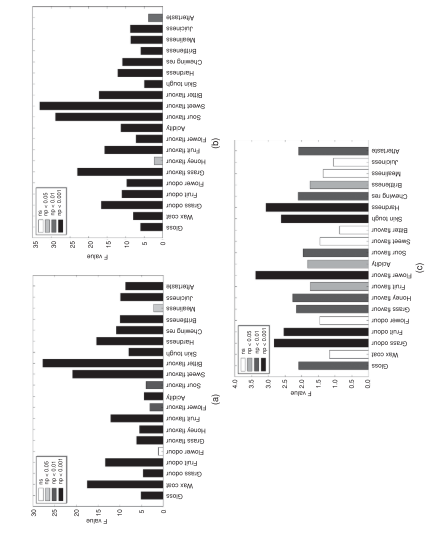 30
25
20
15
10
5
0
F value
ns
np < 0.05
np < 0.01
np < 0.001
Gloss
Wax coat
Grass odour
Fruit odour
Flower odour
Grass flavour
Honey flavour
Fruit flavour
Flower flavour
Acidity
Sour flavour
Sweet flavour
Bitter flavour
Skin tough
Hardness
Chewing res
Brittleness
Mealiness
Juiciness
Aftertaste
(a)
35
30
25
20
15
10
5
0
F value
ns
np < 0.05
np < 0.01
np < 0.001
Gloss
Wax coat
Grass odour
Fruit odour
Flower odour
Grass flavour
Honey flavour
Fruit flavour
Flower flavour
Acidity
Sour flavour
Sweet flavour
Bitter flavour
Skin tough
Hardness
Chewing res
Brittleness
Mealiness
Juiciness
Aftertaste
(b)
4.0
3.5
3.0
2.5
2.0
1.5
1.0
0.5
0.0
F value
ns
np < 0.05
np < 0.01
np < 0.001
Gloss
Wax coat
Grass odour
Fruit odour
Flower odour
Grass flavour
Honey flavour
Fruit flavour
Flower flavour
Acidity
Sour flavour
Sweet flavour
Bitter flavour
Skin tough
Hardness
Chewing res
Brittleness
Mealiness
Juiciness
Aftertaste
(c)